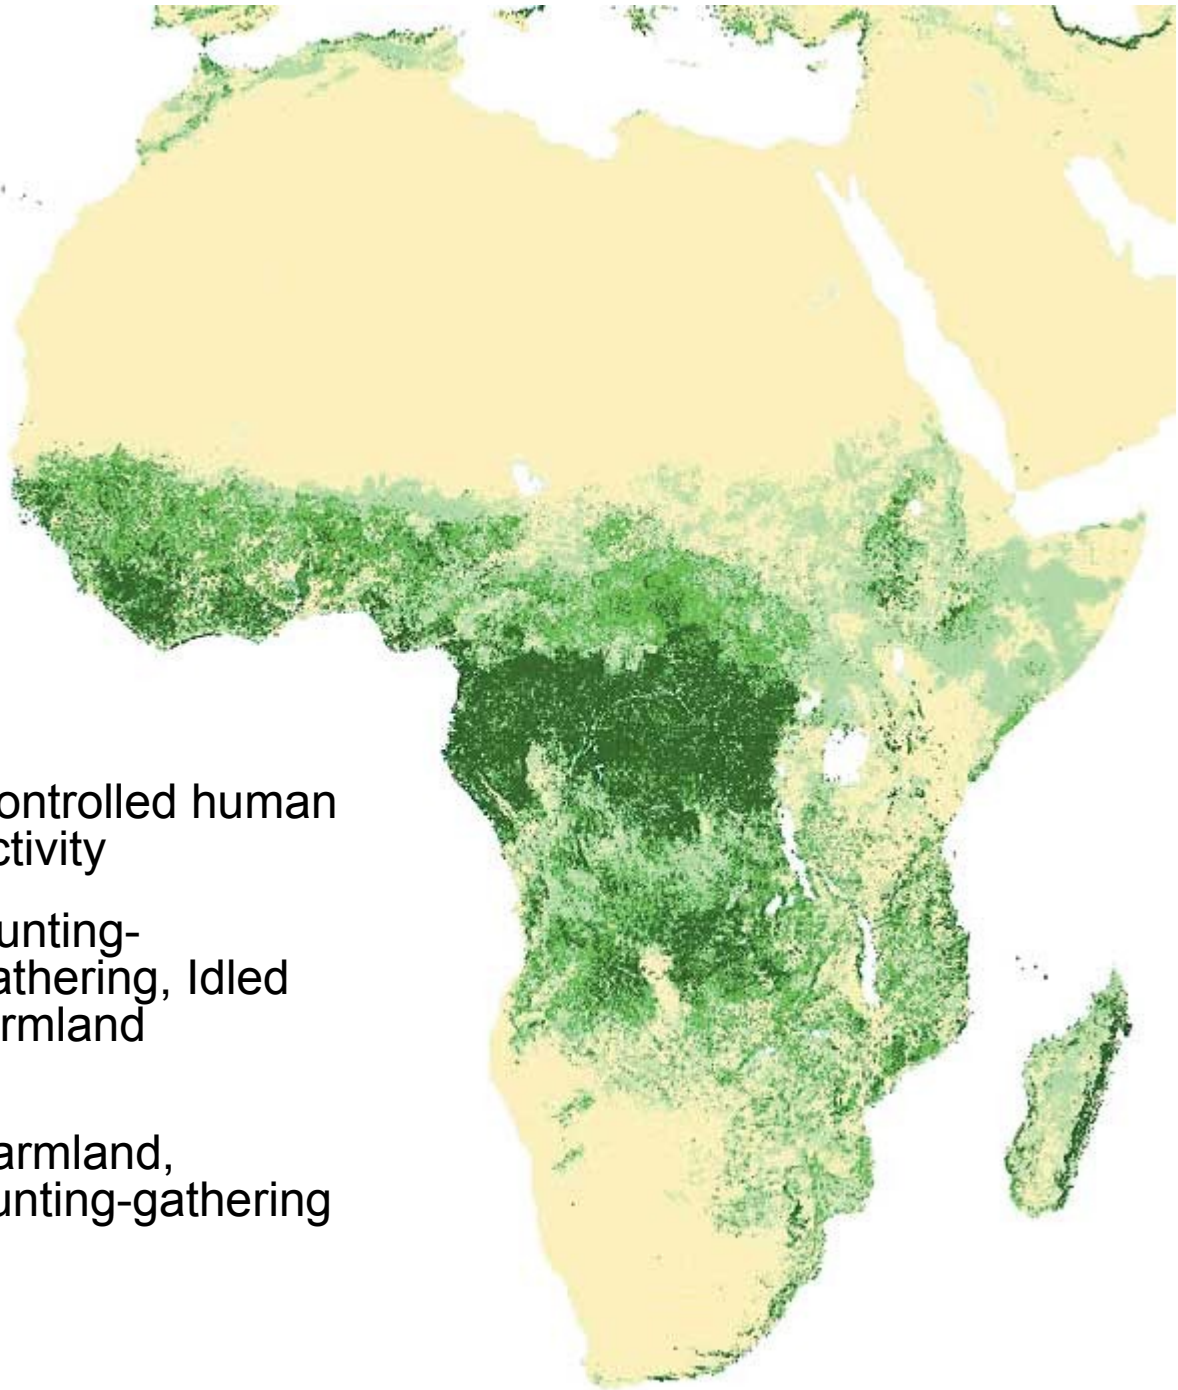 ontrolled human
ctivity
unting-
athering, Idled
rmland
armland,
unting-gathering